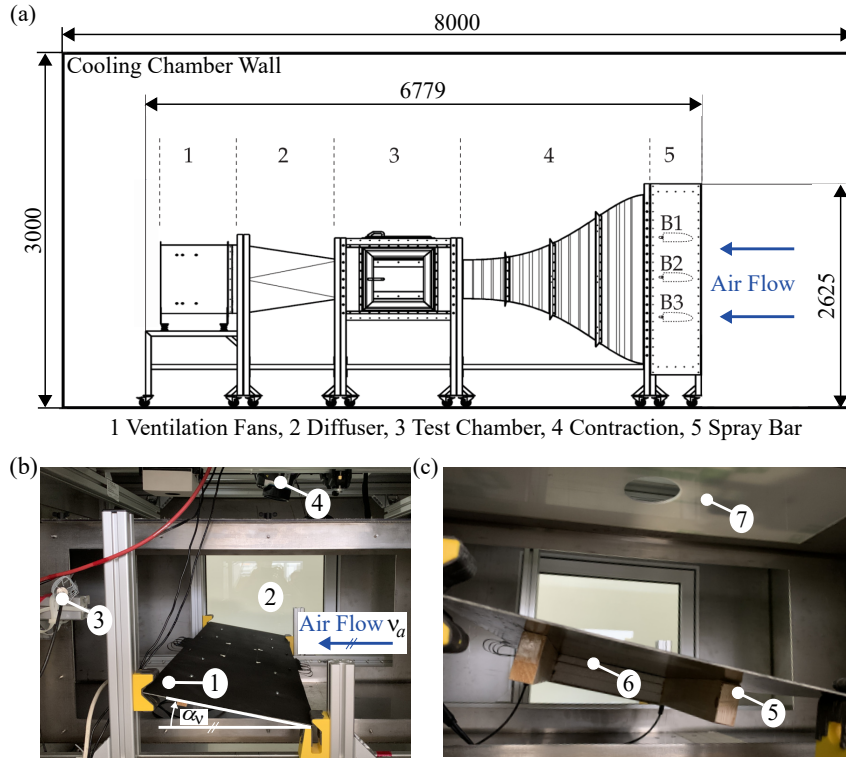 (a)
8000
Cooling Chamber Wall
6779
1 2 3 4 5
3000
B1
B2
B3
Air Flow
2625
1 Ventilation Fans, 2 Diffuser, 3 Test Chamber, 4 Contraction, 5 Spray Bar
(b)
4
2
3
Air Flow νa
1
αν
(c)
7
6
5